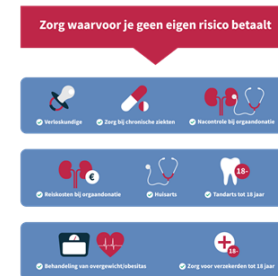 Zorg waarvoor je geen eigen risico betaalt
Verloskundige
Zorg bij chronische ziekten
Nacontrole bij orgaandonatie
€
18-
Reiskosten bij orgaandonatie
Huisarts
Tandarts tot 18 jaar
18-
Behandeling van overgewicht/obesitas
Zorg voor verzekerden tot 18 jaar